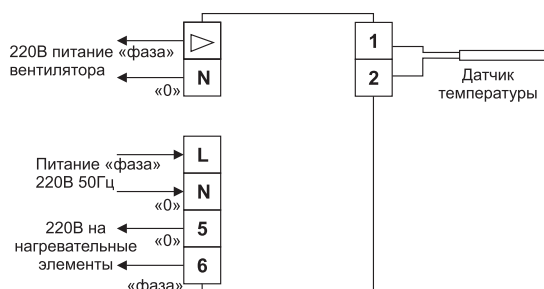 220В питание «фаза»
вентилятора
«0»
N
1
2
Датчик
температуры
Питание «фаза»
220В 50Гц
«0»
L
N
220В на
нагревательные
элементы
«0»
5
6
«фаза»